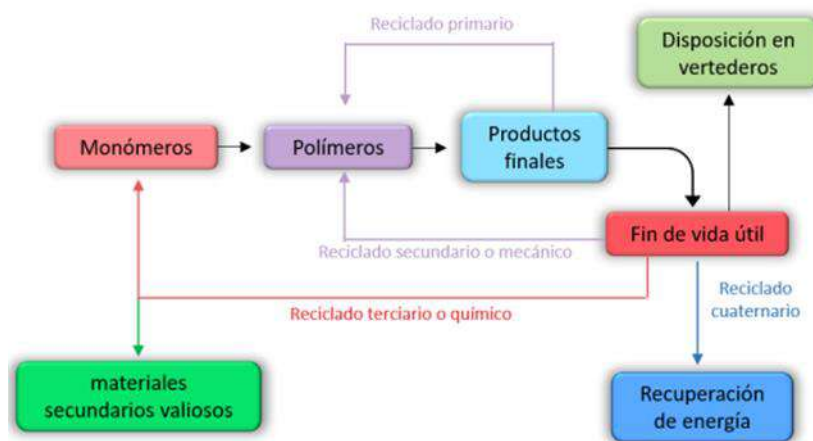 Reciclado primario
Disposición en
vertederos
Monómeros
Polímeros
Productos
finales
Fin de vida útil
Reciclado secundario o mecánico
Reciclado
cuaternario
Reciclado terciario o químico
materiales
secundarios valiosos
Recuperación
de energía